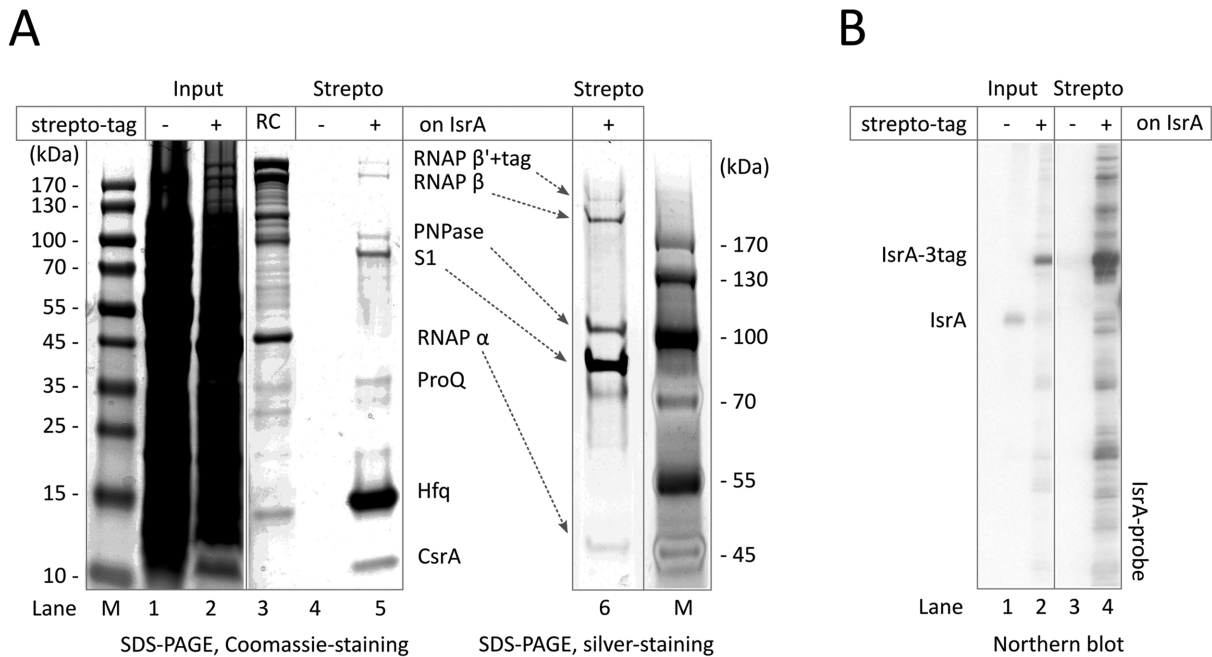 A
B
Input
Strepto
Strepto
strepto-tag - + RC - + on IsrA +
(kDa)
170 -
130 -
100 -
70 -
55 -
45 -
35 -
25 -
15 -
10 -
RNAP β'+tag
RNAP β
PNPase
S1
RNAP α
ProQ
Hfq
CsrA
(kDa)
- 170
- 130
- 100
- 70
- 55
- 45
Lane M 1 2 3 4 5 6 M
SDS-PAGE, Coomassie-staining
SDS-PAGE, silver-staining
Input Strepto
strepto-tag - + - + on IsrA
IsrA-3tag
IsrA
IsrA-probe
Lane 1 2 3 4
Northern blot